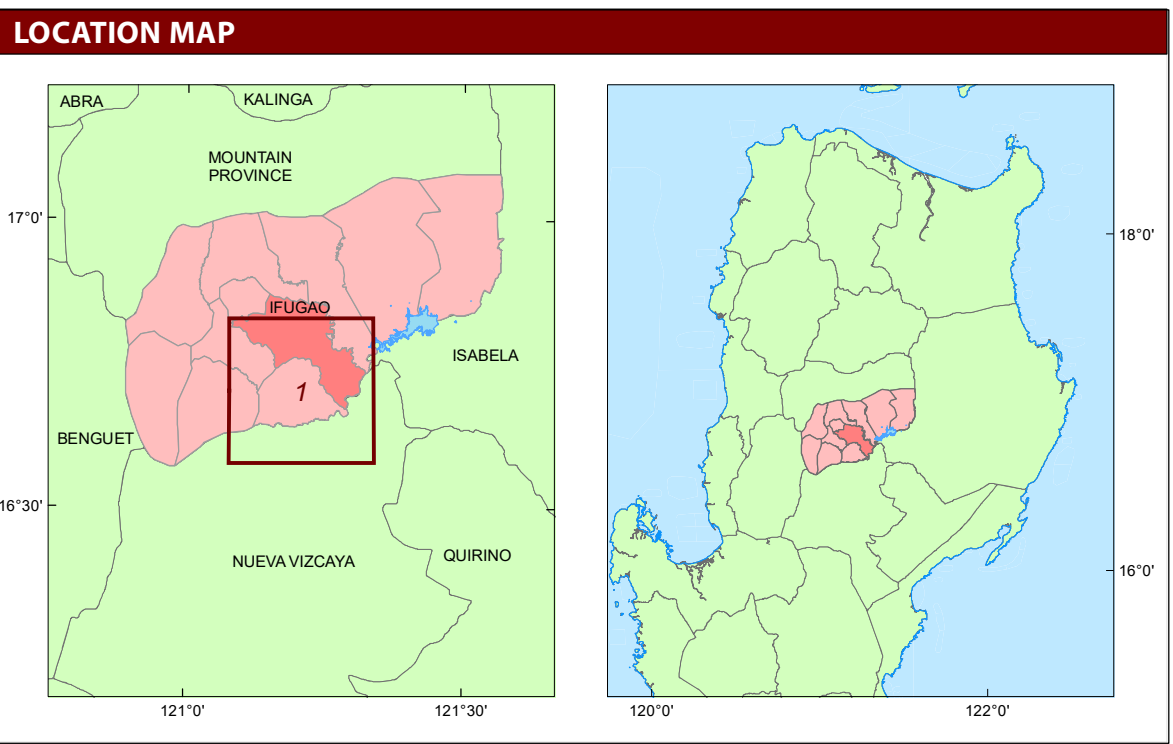 LOCATION MAP
ABRA
KALINGA
MOUNTAIN
PROVINCE
17°0'
IFUGAO
ISABELA
1
BENGUET
16°30'
NUEVA VIZCAYA
QUIRINO
121°0'
121°30'
18°0'
16°0'
120°0'
122°0'